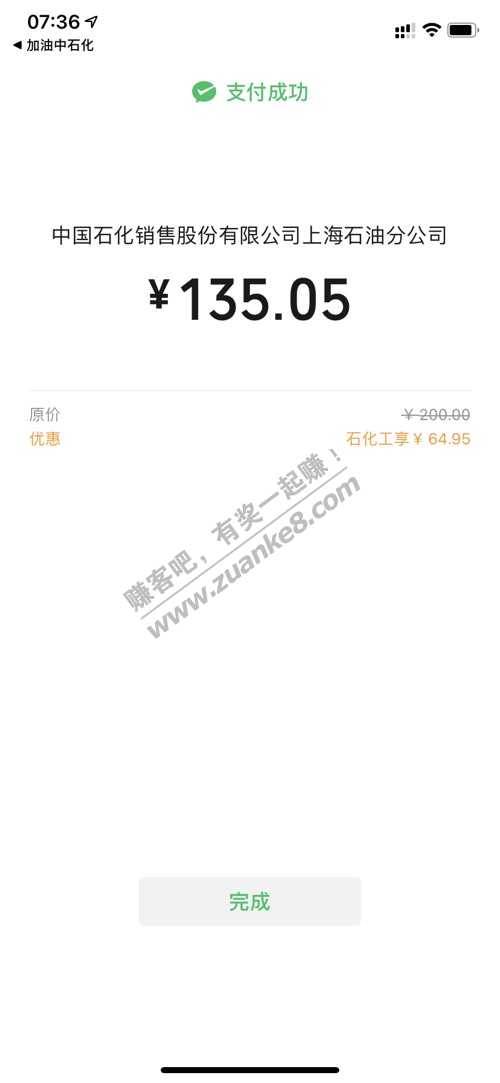 07:36
加油中石化
支付成功
中国石化销售股份有限公司上海石油分公司
¥135.05
原价 ¥ 200.00
优惠 石化工享 ¥ 64.95
赚客吧，有奖一起赚！
www.zuanke8.com
完成